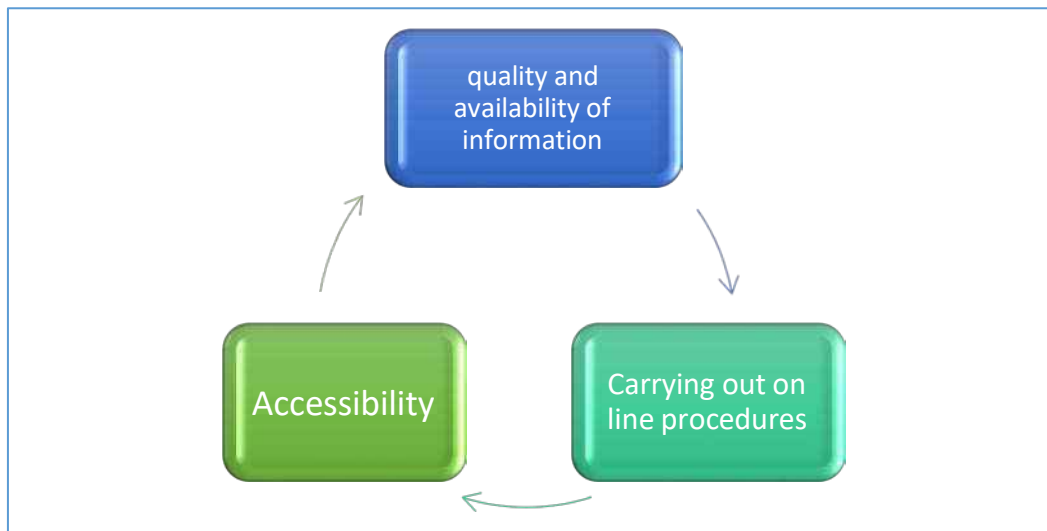 quality and
availability of
information
Carrying out on
line procedures
Accessibility